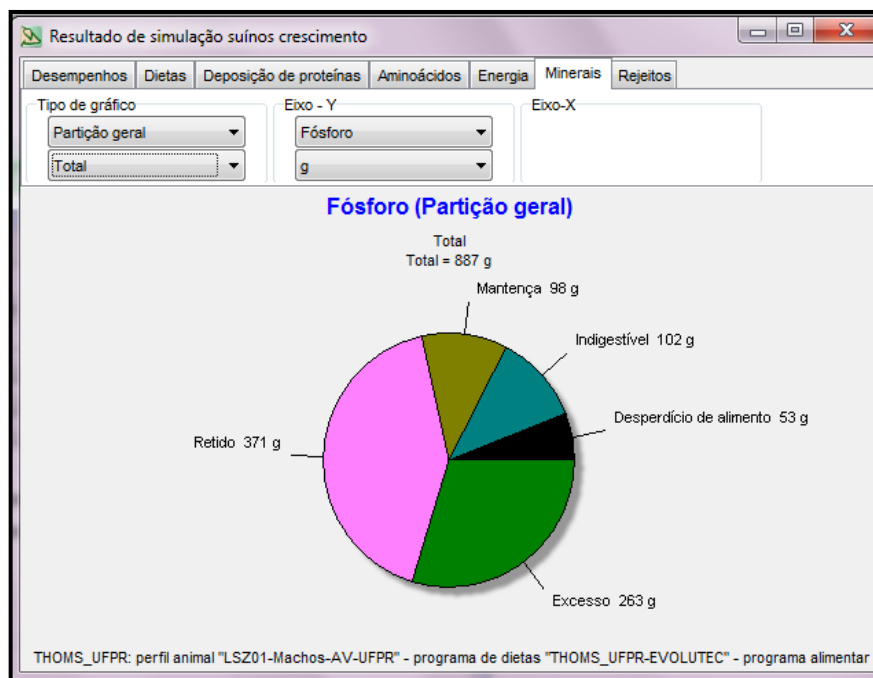 Resultado de simulação suínos crescimento
Desempenhos Dietas Deposição de proteínas Aminoácidos Energia Minerais Rejeitos
Tipo de gráfico Eixo - Y Eixo-X
Partição geral Fósforo
Total g
Fósforo (Partição geral)
Total
Total = 887 g
Mantença 98 g
Indigestível 102 g
Desperdício de alimento 53 g
Retido 371 g
Excesso 263 g
THOMS_UFPR: perfil animal "LSZ01-Machos-AV-UFPR" - programa de dietas "THOMS_UFPR-EVOLUTEC" - programa alimentar